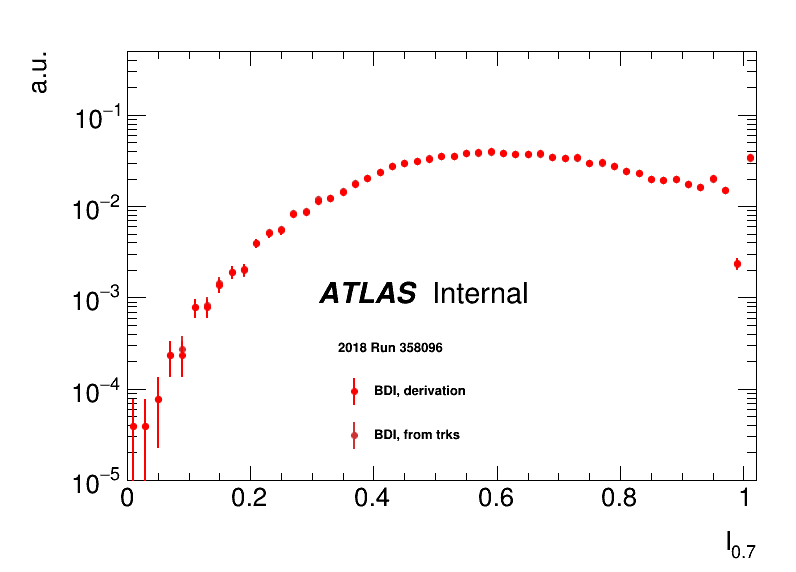 a.u.
10⁻¹
10⁻²
10⁻³
10⁻⁴
10⁻⁵
ATLAS Internal
2018 Run 358096
BDI, derivation
BDI, from trks
0 0.2 0.4 0.6 0.8 1
I₀.₇